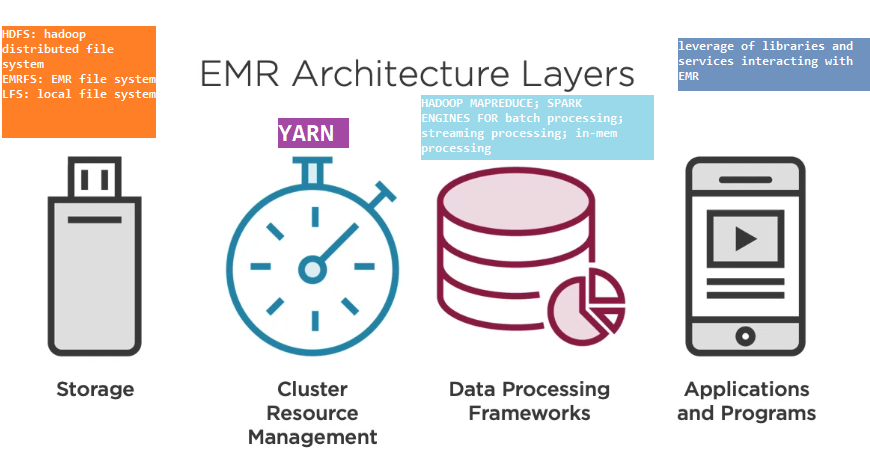 HDFS: hadoop
distributed file
system
EMRFS: EMR file system
LFS: local file system
EMR Architecture Layers
leverage of libraries and
services interacting with
EMR
YARN
HADOOP MAPREDUCE; SPARK
ENGINES FOR batch processing;
streaming processing; in-mem
processing
Storage
Cluster
Resource
Management
Data Processing
Frameworks
Applications
and Programs